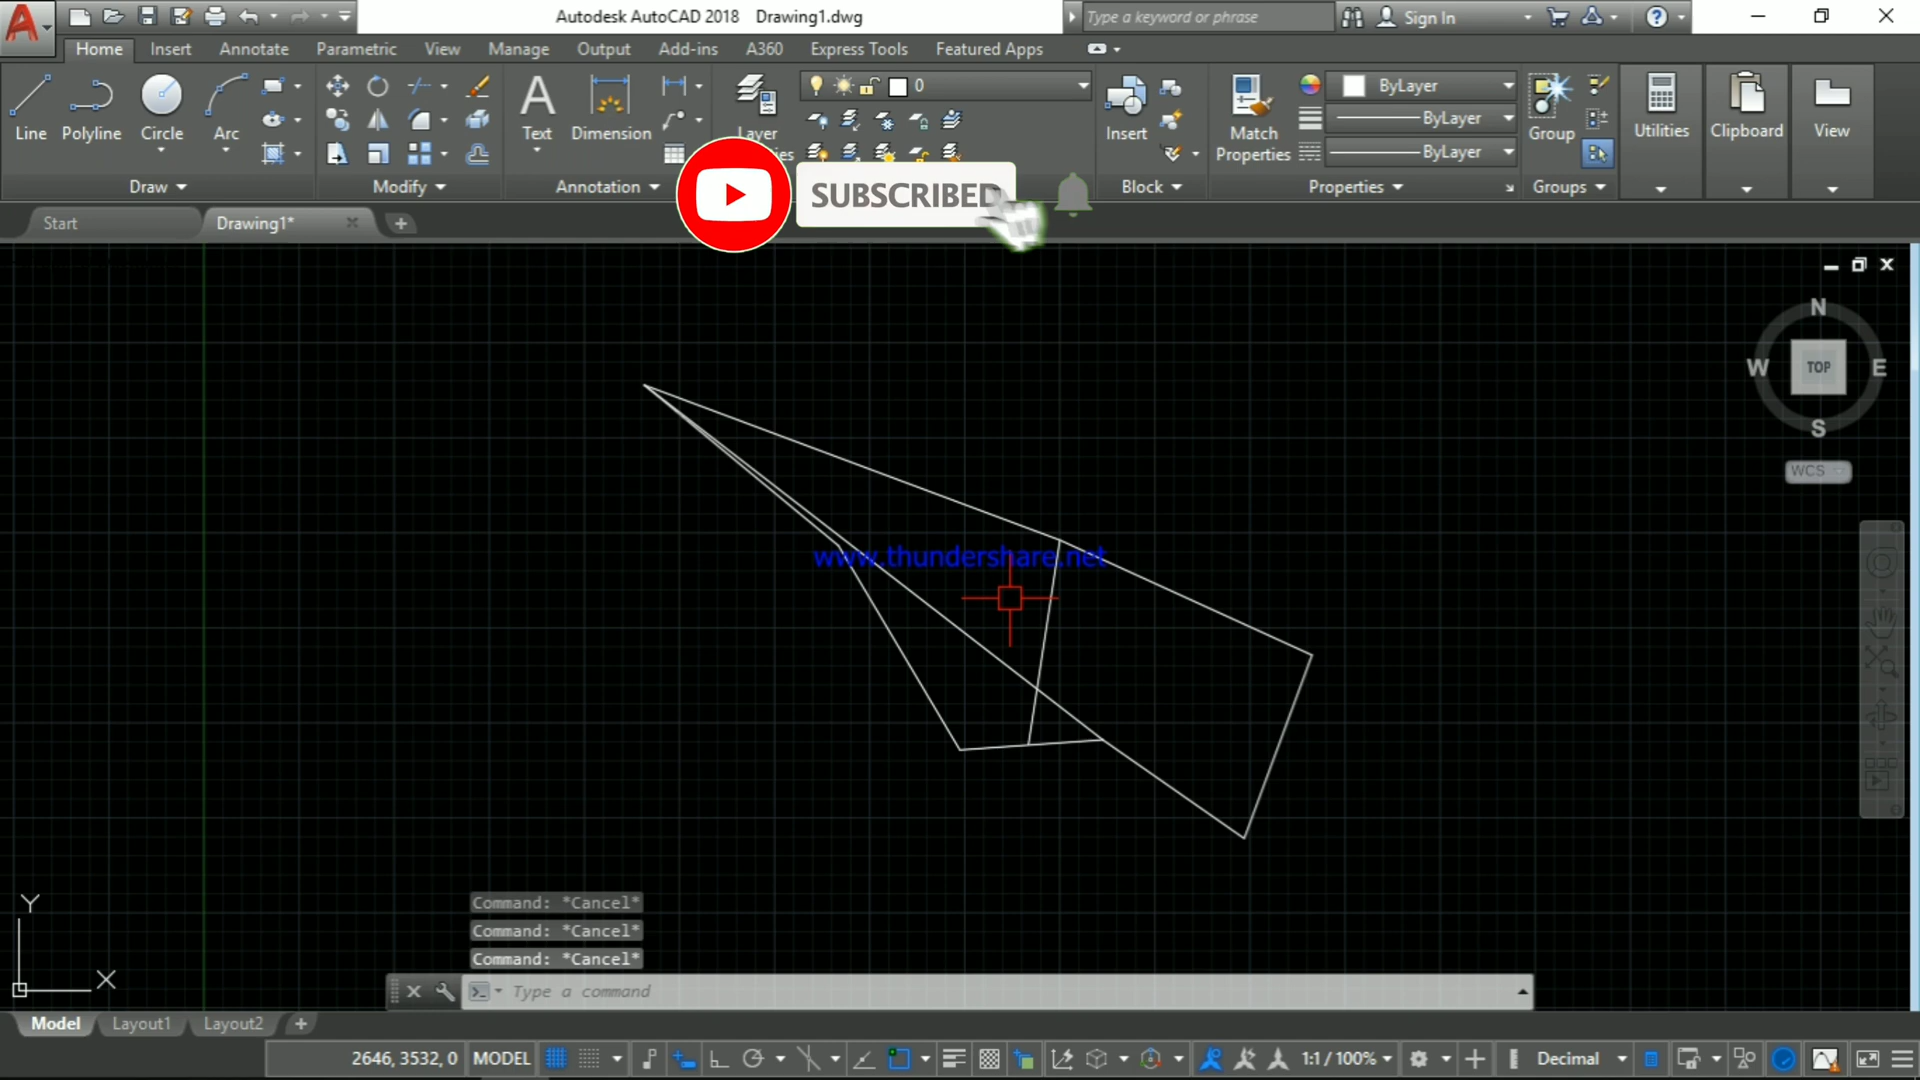 Autodesk AutoCAD 2018 Drawing1.dwg
Type a keyword or phrase
Sign In
Home Insert Annotate Parametric View Manage Output Add-ins A360 Express Tools Featured Apps
0
ByLayer
ByLayer
ByLayer
Line Polyline Circle Arc
Text Dimension
Layer
Insert
Match
Properties
Group
Utilities Clipboard View
Draw Modify Annotation Block Properties Groups
SUBSCRIBED
Start Drawing1*
N
W TOP E
S
WCS
www.thundershare.net
Command: *Cancel*
Command: *Cancel*
Command: *Cancel*
Y
X
Type a command
Model Layout1 Layout2
2646, 3532, 0 MODEL 1:1 / 100% Decimal